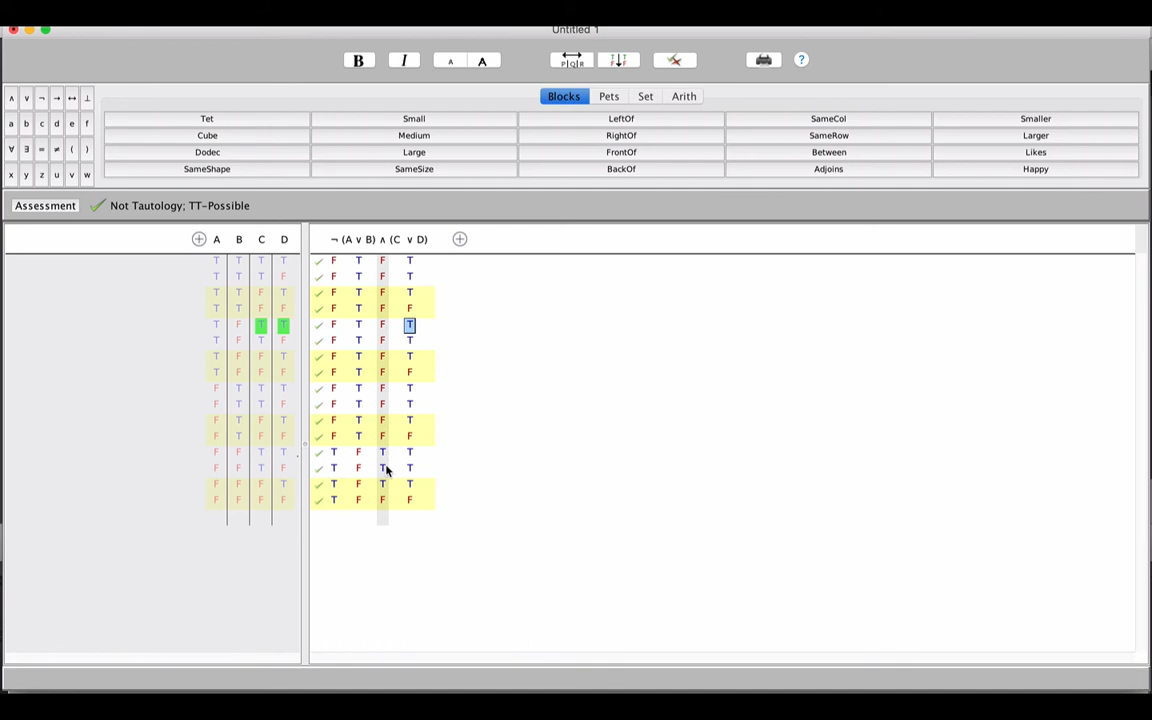 Untitled 1
B I A A P|Q|R T T F F ?
∧ ∨ ¬ → ↔ ⊥ Blocks Pets Set Arith
a b c d e f Tet Small LeftOf SameCol Smaller
Cube Medium RightOf SameRow Larger
∀ ∃ = ≠ ( ) Dodec Large FrontOf Between Likes
x y z u v w SameShape SameSize BackOf Adjoins Happy
Assessment Not Tautology; TT-Possible
A B C D ¬ (A ∨ B) ∧ (C ∨ D)
T T T T F T F T
T T T F F T F T
T T F T F T F T
T T F F F T F F
T F T T F T F T
T F T F F T F T
T F F T F T F T
T F F F F T F F
F T T T F T F T
F T T F F T F T
F T F T F T F T
F T F F F T F F
F F T T T F T T
F F T F T F T T
F F F T T F T T
F F F F T F F F